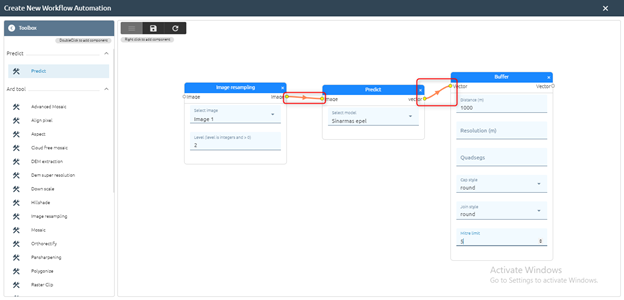 Create New Workflow Automation
Toolbox
DoubleClick to add component
Right click to add component
Predict
Predict
Ard tool
Advanced Mosaic
Align pixel
Aspect
Cloud free mosaic
DEM extraction
Dem super resolution
Down scale
Hillshade
Image resampling
Mosaic
Orthorectify
Pansharpening
Polygonize
Raster Clip
Image resampling
Image Image
Select image
Image 1
Level (level is integers and > 0)
2
Predict
Image vector
Select model
Sinarmas epel
Buffer
Vector Vector
Distance (m)
1000
Resolution (m)
Quadsegs
Cap style
round
Join style
round
Mitre limit
5
Activate Windows
Go to Settings to activate Windows.